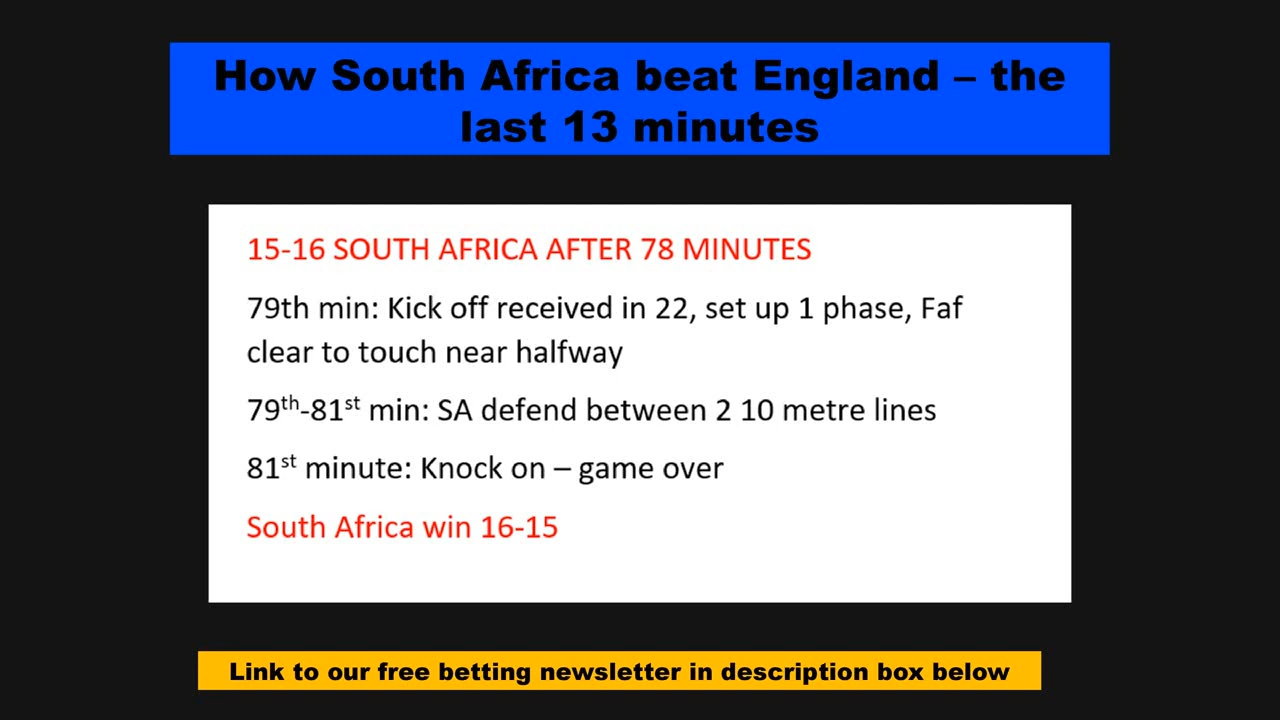 How South Africa beat England – the
last 13 minutes
15-16 SOUTH AFRICA AFTER 78 MINUTES
79th min: Kick off received in 22, set up 1 phase, Faf
clear to touch near halfway
79th-81st min: SA defend between 2 10 metre lines
81st minute: Knock on – game over
South Africa win 16-15
Link to our free betting newsletter in description box below